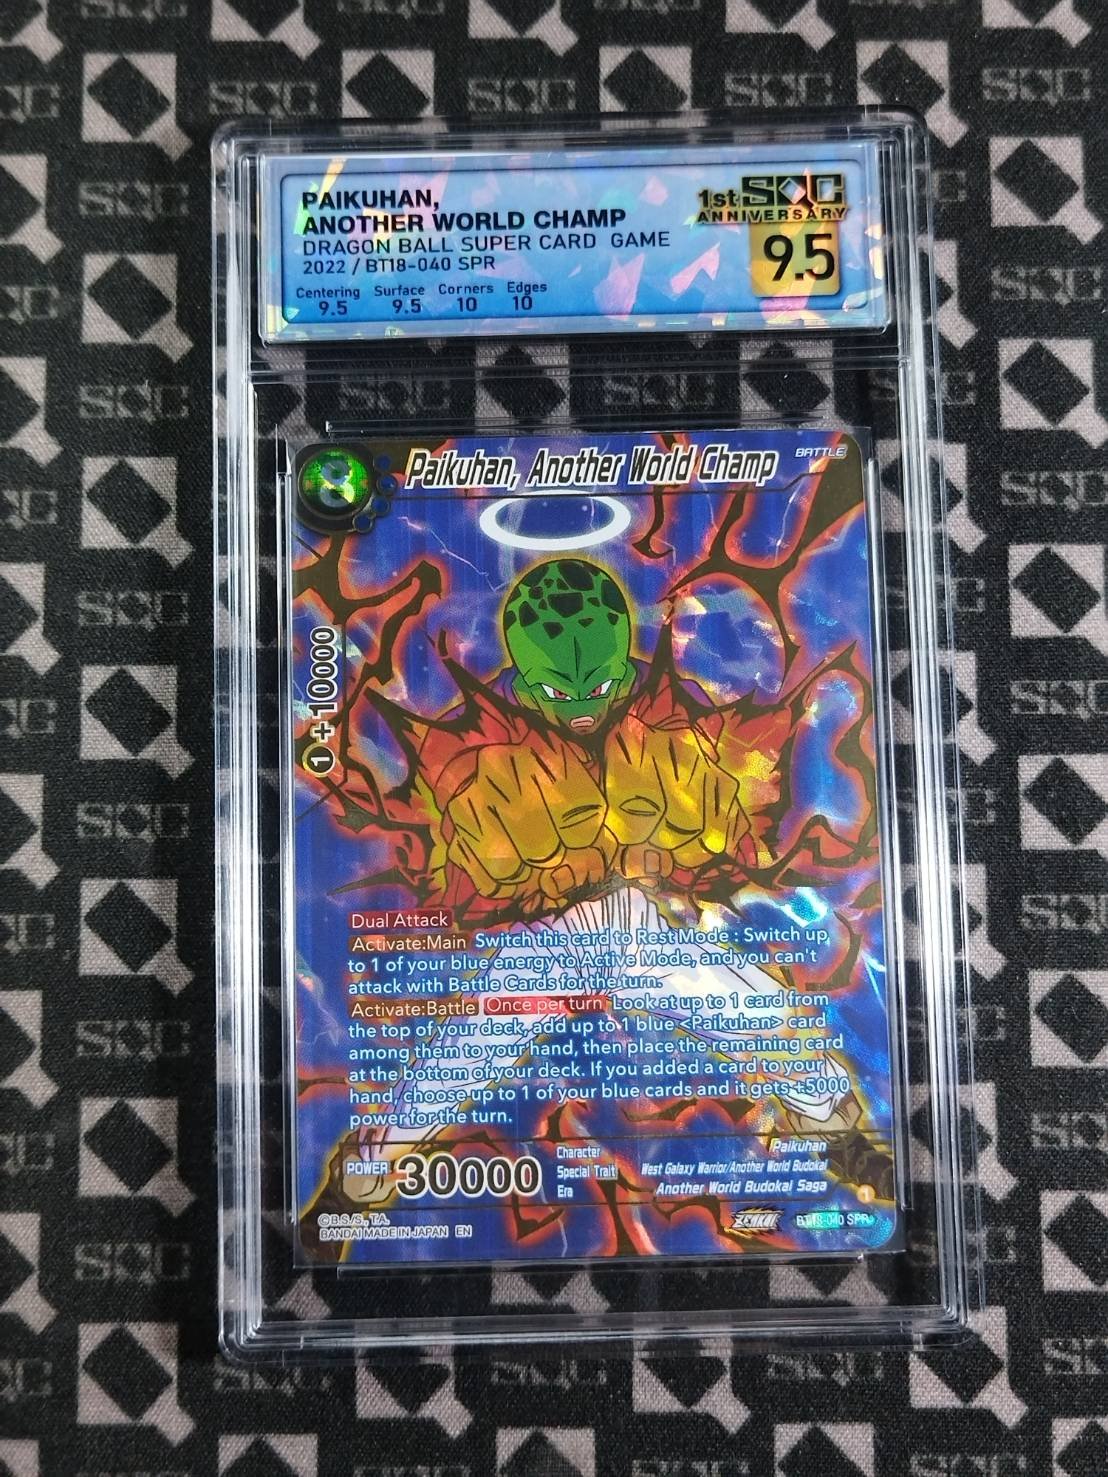 PAIKUHAN,
ANOTHER WORLD CHAMP
DRAGON BALL SUPER CARD GAME
2022 / BT18-040 SPR
Centering Surface Corners Edges
9.5 9.5 10 10
1st SQC
ANNIVERSARY
9.5
Paikuhan, Another World Champ
BATTLE
1 +10000
Dual Attack
Activate:Main Switch this card to Rest Mode : Switch up
to 1 of your blue energy to Active Mode, and you can't
attack with Battle Cards for the turn.
Activate:Battle Once per turn Look at up to 1 card from
the top of your deck, add up to 1 blue <Paikuhan> card
among them to your hand, then place the remaining card
at the bottom of your deck. If you added a card to your
hand, choose up to 1 of your blue cards and it gets +5000
power for the turn.
POWER 30000
Character Paikuhan
Special Trait West Galaxy Warrior/Another World Budokai
Era Another World Budokai Saga
1
©B.S./S., T.A.
BANDAI MADE IN JAPAN EN
ZENKAI
BT18-040 SPR